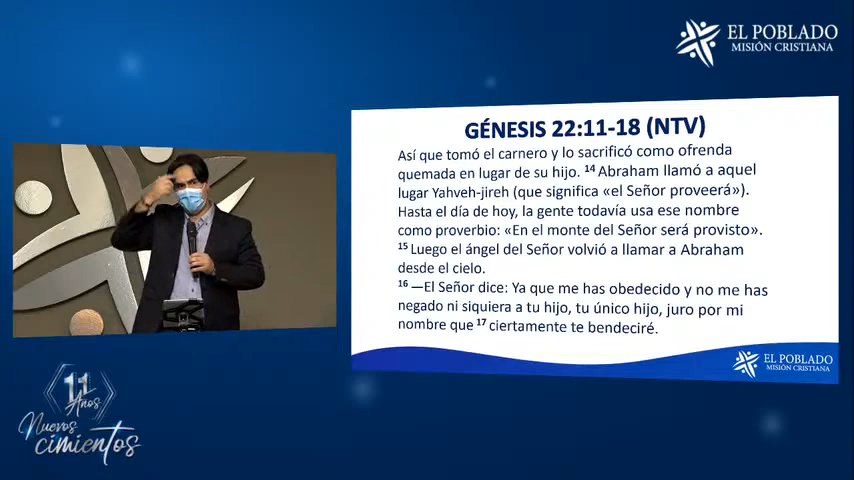 EL POBLADO
MISIÓN CRISTIANA
GÉNESIS 22:11-18 (NTV)
Así que tomó el carnero y lo sacrificó como ofrenda
quemada en lugar de su hijo. 14 Abraham llamó a aquel
lugar Yahveh-jireh (que significa «el Señor proveerá»).
Hasta el día de hoy, la gente todavía usa ese nombre
como proverbio: «En el monte del Señor será provisto».
15 Luego el ángel del Señor volvió a llamar a Abraham
desde el cielo.
16 —El Señor dice: Ya que me has obedecido y no me has
negado ni siquiera a tu hijo, tu único hijo, juro por mi
nombre que 17 ciertamente te bendeciré.
EL POBLADO
MISIÓN CRISTIANA
11
Años
Nuevos
cimientos